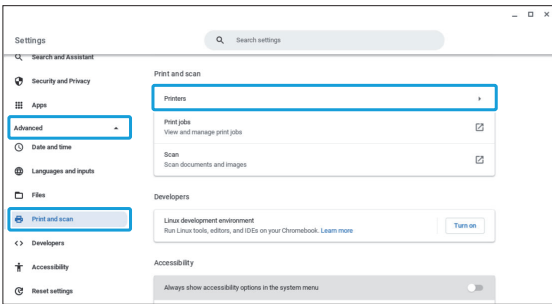 Settings
Search settings
Search and Assistant
Security and Privacy
Apps
Advanced
Date and time
Languages and inputs
Files
Print and scan
Developers
Accessibility
Reset settings
Print and scan
Printers
Print jobs
View and manage print jobs
Scan
Scan documents and images
Developers
Linux development environment
Run Linux tools, editors, and IDEs on your Chromebook. Learn more
Turn on
Accessibility
Always show accessibility options in the system menu